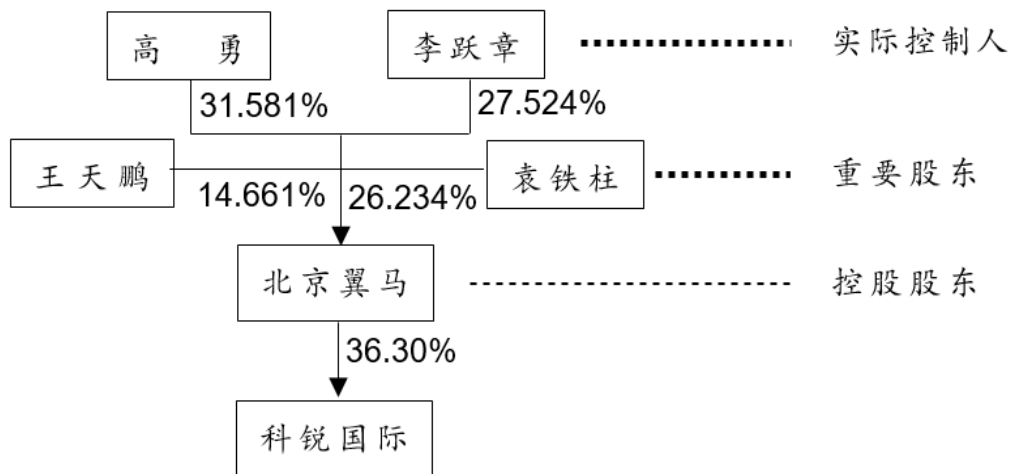 高 勇 李跃章 实际控制人
31.581% 27.524%
王天鹏 袁铁柱 重要股东
14.661% 26.234%
北京翼马 控股股东
36.30%
科锐国际